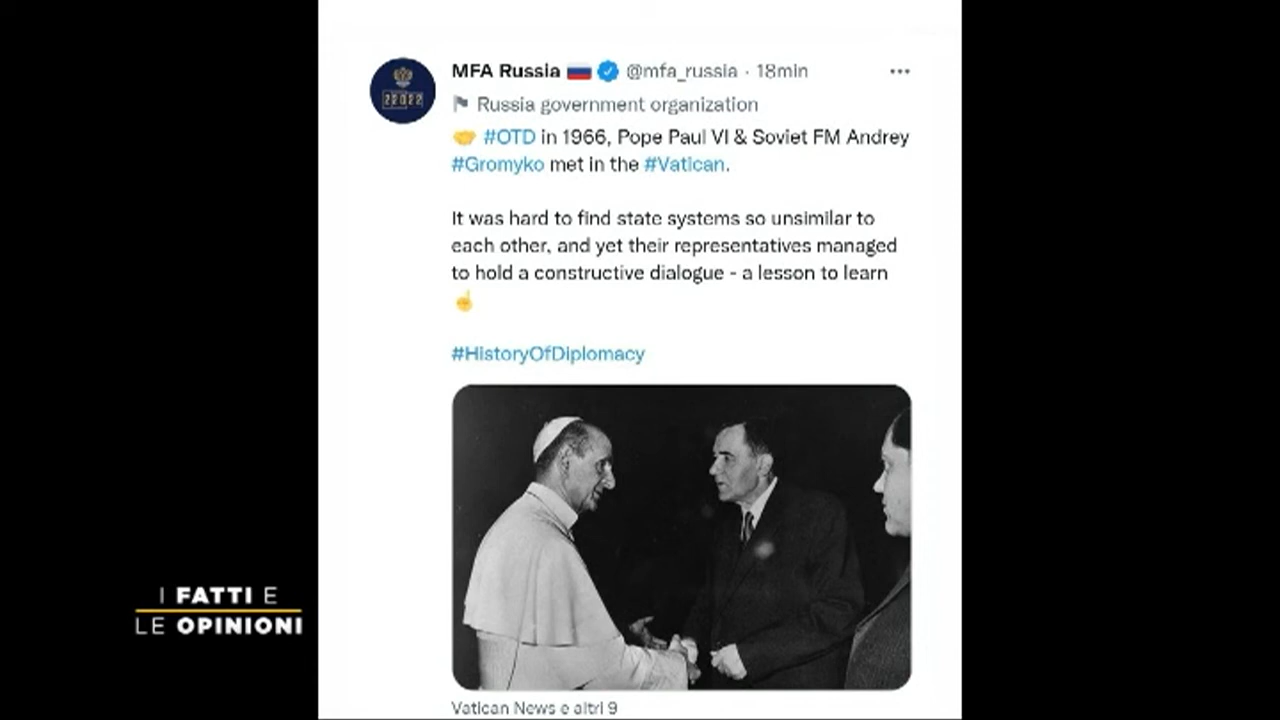 MFA Russia @mfa_russia · 18min
Russia government organization
#OTD in 1966, Pope Paul VI & Soviet FM Andrey
#Gromyko met in the #Vatican.
It was hard to find state systems so unsimilar to
each other, and yet their representatives managed
to hold a constructive dialogue - a lesson to learn
#HistoryOfDiplomacy
Vatican News e altri 9
I FATTI E
LE OPINIONI